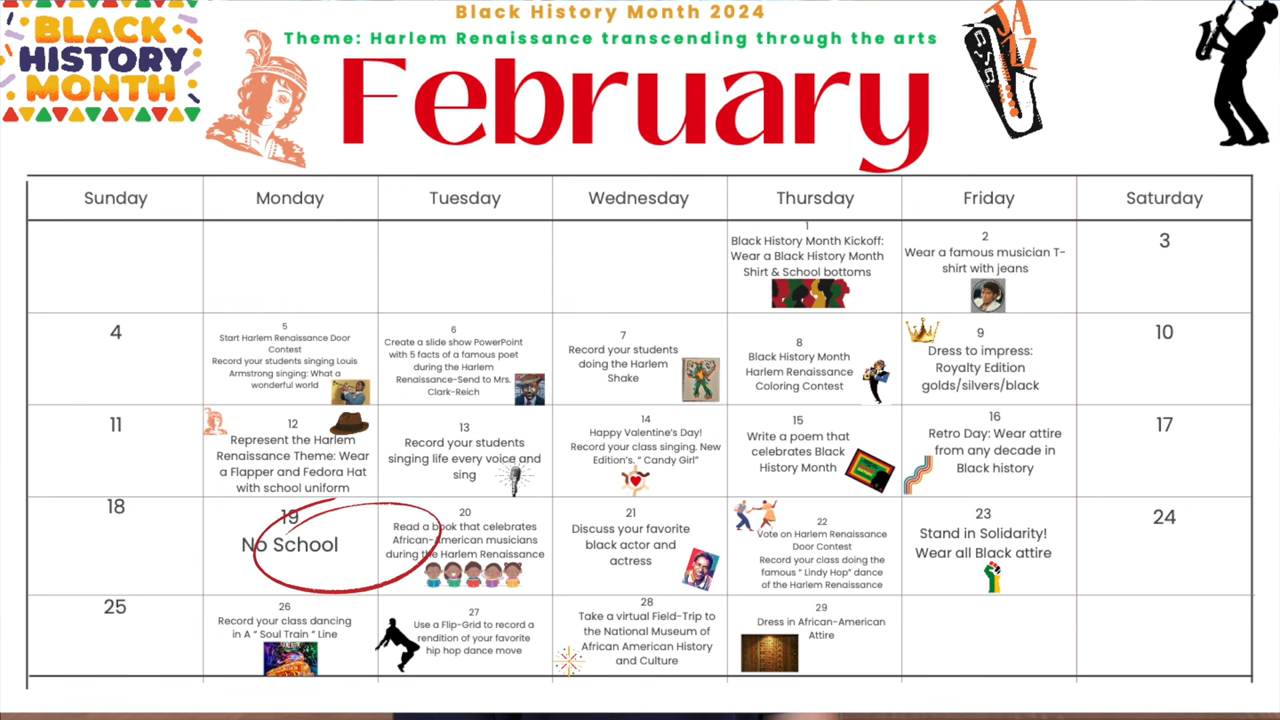 BLACK
HISTORY
MONTH
Black History Month 2024
Theme: Harlem Renaissance transcending through the arts
February
JAZZ
Sunday
Monday
Tuesday
Wednesday
Thursday
Friday
Saturday
1
Black History Month Kickoff:
Wear a Black History Month
Shirt & School bottoms
2
Wear a famous musician T-
shirt with jeans
3
4
5
Start Harlem Renaissance Door
Contest
Record your students singing Louis
Armstrong singing: What a
wonderful world
6
Create a slide show PowerPoint
with 5 facts of a famous poet
during the Harlem
Renaissance-Send to Mrs.
Clark-Reich
7
Record your students
doing the Harlem
Shake
8
Black History Month
Harlem Renaissance
Coloring Contest
9
Dress to impress:
Royalty Edition
golds/silvers/black
10
11
12
Represent the Harlem
Renaissance Theme: Wear
a Flapper and Fedora Hat
with school uniform
13
Record your students
singing life every voice and
sing
14
Happy Valentine's Day!
Record your class singing. New
Edition's. " Candy Girl"
15
Write a poem that
celebrates Black
History Month
16
Retro Day: Wear attire
from any decade in
Black history
17
18
19
No School
20
Read a book that celebrates
African-American musicians
during the Harlem Renaissance
21
Discuss your favorite
black actor and
actress
22
Vote on Harlem Renaissance
Door Contest
Record your class doing the
famous " Lindy Hop" dance
of the Harlem Renaissance
23
Stand in Solidarity!
Wear all Black attire
24
25
26
Record your class dancing
in A " Soul Train " Line
27
Use a Flip-Grid to record a
rendition of your favorite
hip hop dance move
28
Take a virtual Field-Trip to
the National Museum of
African American History
and Culture
29
Dress in African-American
Attire